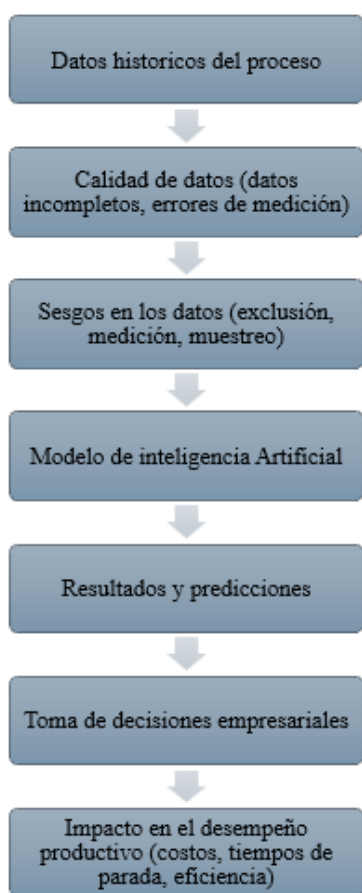 Datos historicos del proceso
Calidad de datos (datos
incompletos, errores de medición)
Sesgos en los datos (exclusión,
medición, muestreo)
Modelo de inteligencia Artificial
Resultados y predicciones
Toma de decisiones empresariales
Impacto en el desempeño
productivo (costos, tiempos de
parada, eficiencia)